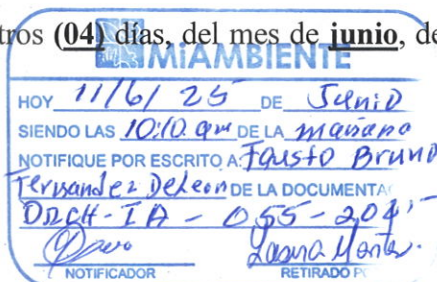 tros (04) días, del mes de junio, de
MiAMBIENTE
HOY 11/6/25 DE Junio
SIENDO LAS 10:10. am DE LA mañana
NOTIFIQUE POR ESCRITO A: Fausto Bruno
Fernandez DeLeon DE LA DOCUMENTA
DRCH-IA-055-20
NOTIFICADOR RETIRADO PO